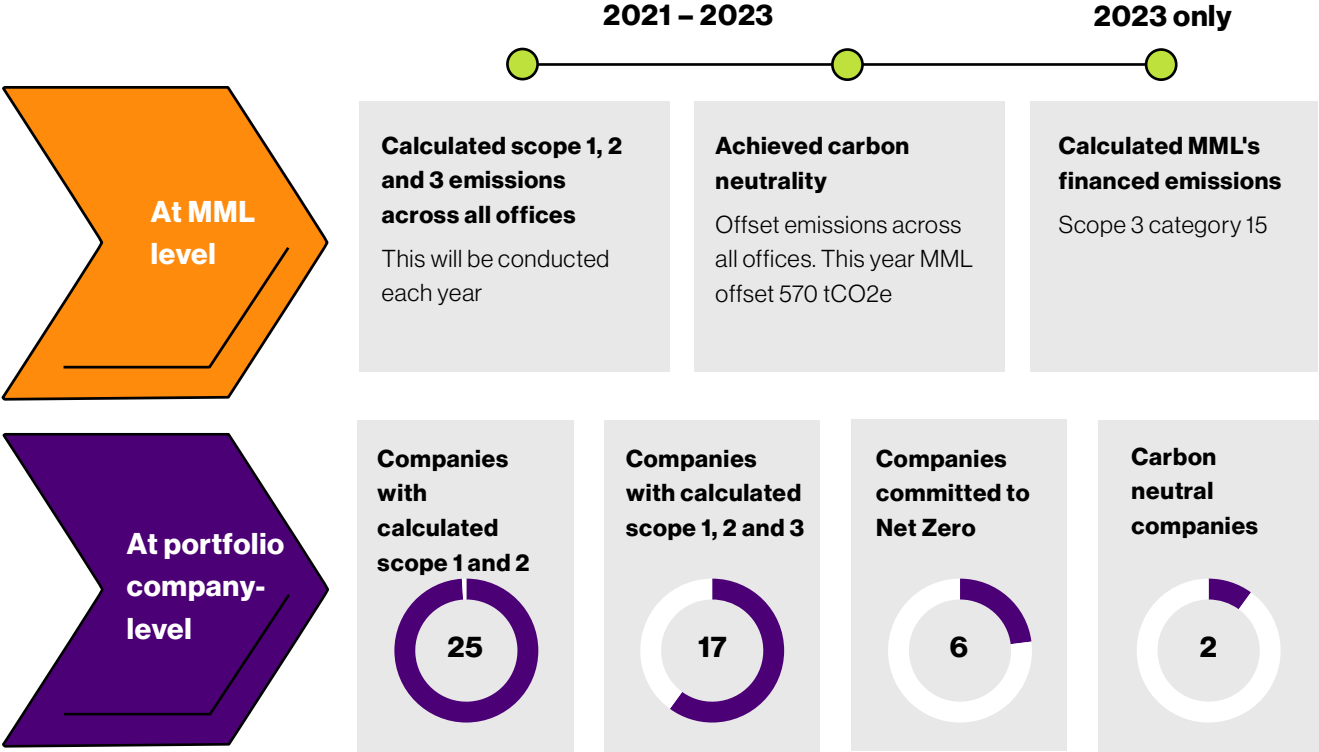 2021 – 2023
2023 only
At MML
level
Calculated scope 1, 2
and 3 emissions
across all offices
This will be conducted
each year
Achieved carbon
neutrality
Offset emissions across
all offices. This year MML
offset 570 tCO2e
Calculated MML's
financed emissions
Scope 3 category 15
At portfolio
company-
level
Companies
with
calculated
scope 1 and 2
25
Companies
with calculated
scope 1, 2 and 3
17
Companies
committed to
Net Zero
6
Carbon
neutral
companies
2